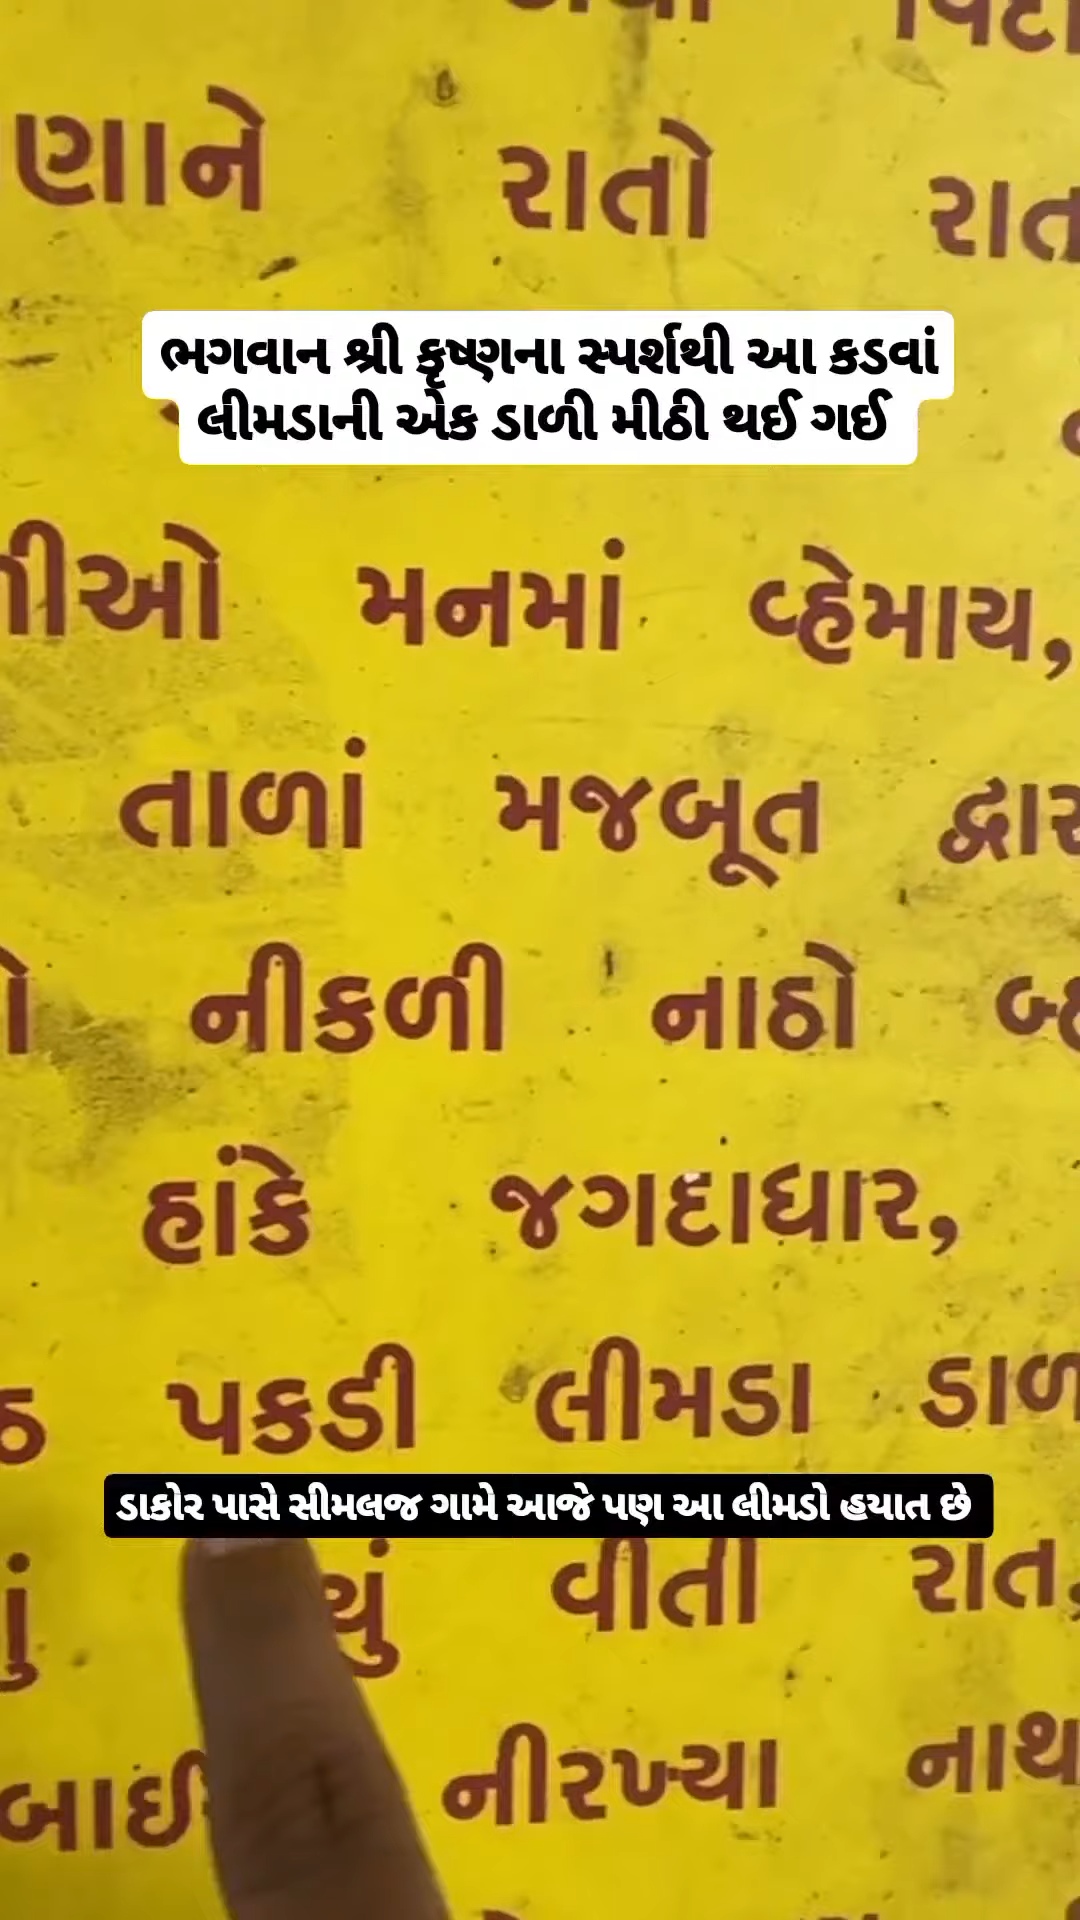 ણાને રાતો
ભગવાન શ્રી કૃષ્ણના સ્પર્શથી આ કડવાં
લીમડાની એક ડાળી મીઠી થઈ ગઈ
મનમાં વ્હેમાય,
તાળાં મજબૂત
નીકળી નાઠો
હાંકે જગદાધાર,
પકડી લીમડા ડાળ
ડાકોર પાસે સીમલજ ગામે આજે પણ આ લીમડો હયાત છે
વીતી રાત,
બાઈ નીરખ્યા નાથ